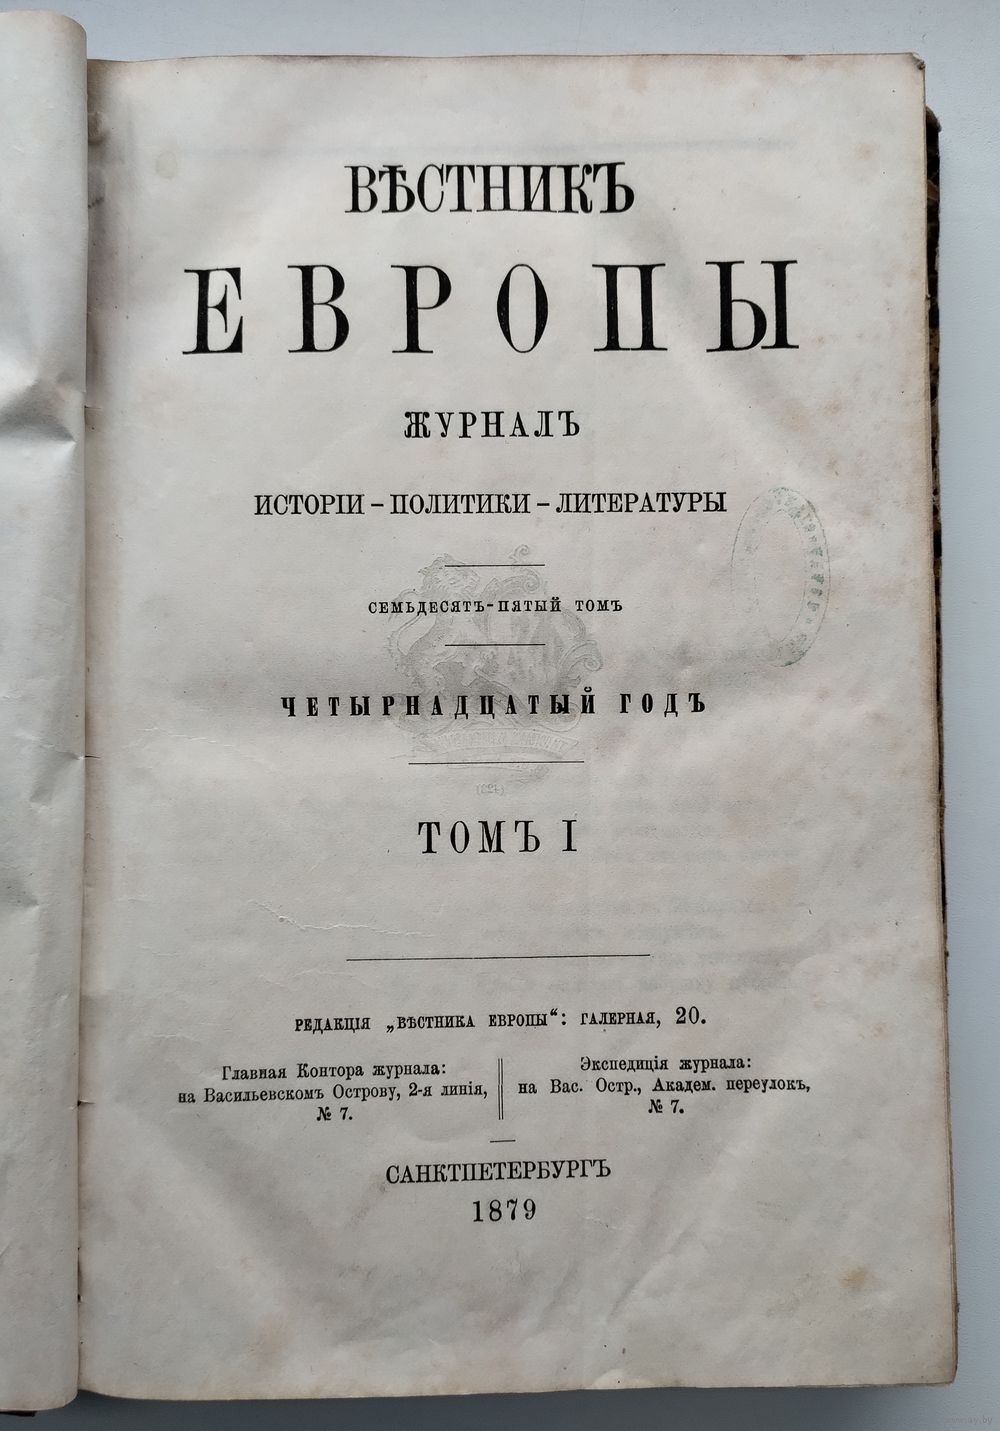 ВѢСТНИКЪ
ЕВРОПЫ
ЖУРНАЛЪ
ИСТОРІИ – ПОЛИТИКИ – ЛИТЕРАТУРЫ
СЕМЬДЕСЯТЪ-ПЯТЫЙ ТОМЪ
ЧЕТЫРНАДЦАТЫЙ ГОДЪ
ТОМЪ I
РЕДАКЦІЯ „ВѢСТНИКА ЕВРОПЫ“: ГАЛЕРНАЯ, 20.
Главная Контора журнала:
на Васильевскомъ Острову, 2-я линія,
№ 7.
Экспедиція журнала:
на Вас. Остр., Академ. переулокъ,
№ 7.
САНКТПЕТЕРБУРГЪ
1879